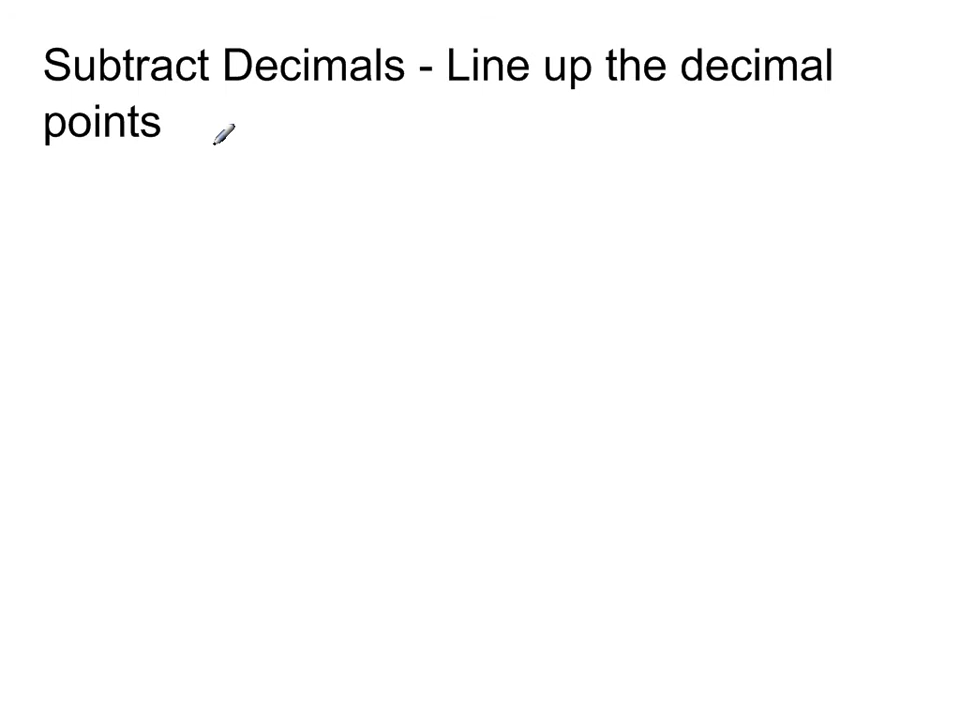 Subtract Decimals - Line up the decimal
points